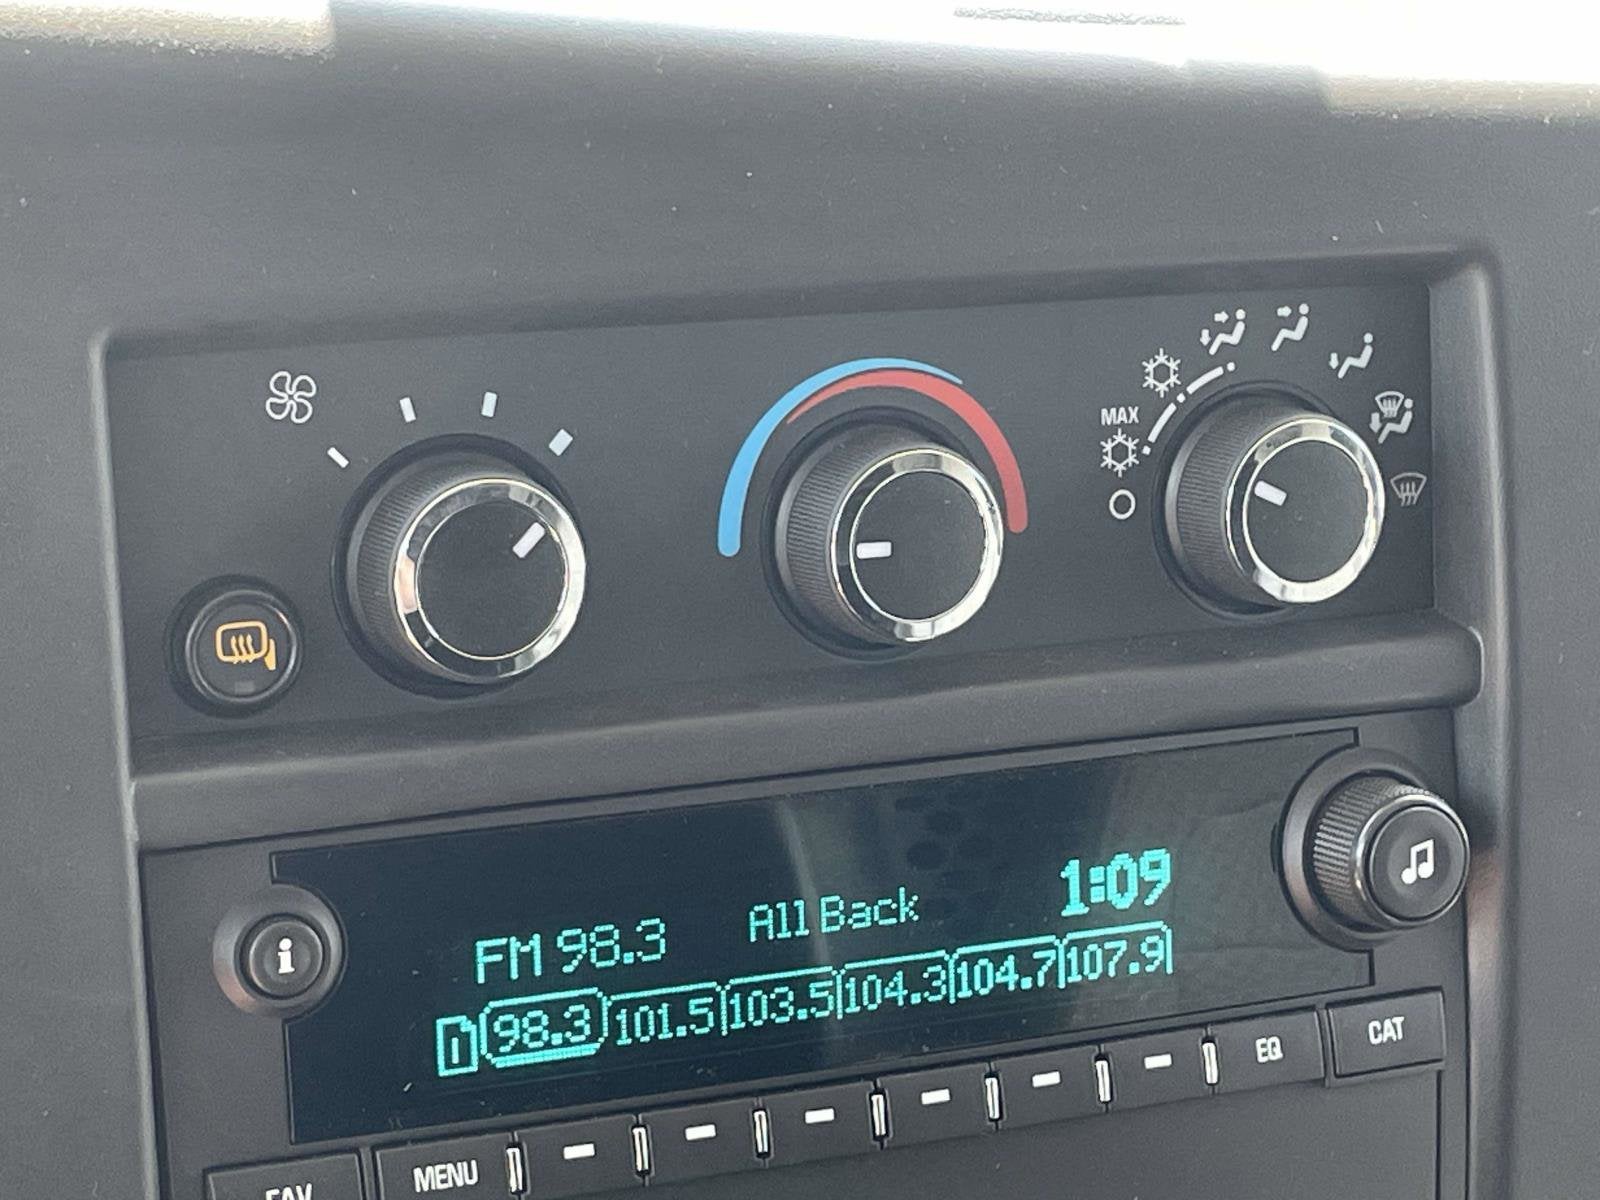 MAX
1:09
FM 98.3 All Back
1 98.3 101.5 103.5 104.3 104.7 107.9
i
EQ CAT
FAV MENU